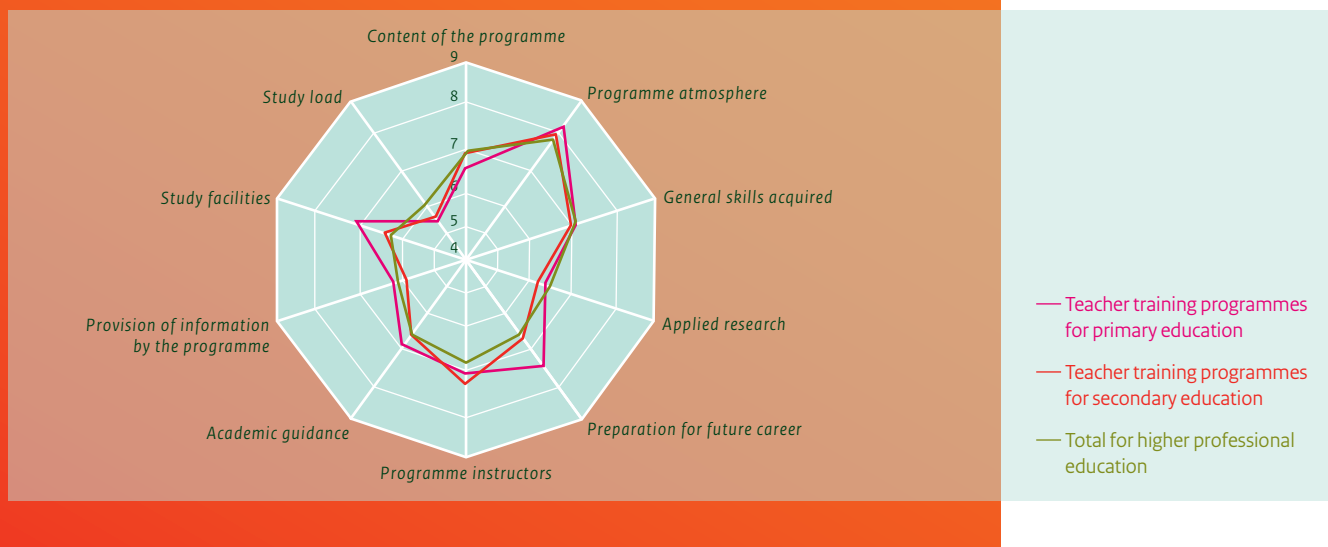 Content of the programme
9
Study load
8
Programme atmosphere
7
6
Study facilities
General skills acquired
5
4
Provision of information
by the programme
Applied research
Academic guidance
Preparation for future career
Programme instructors
Teacher training programmes
for primary education
Teacher training programmes
for secondary education
Total for higher professional
education